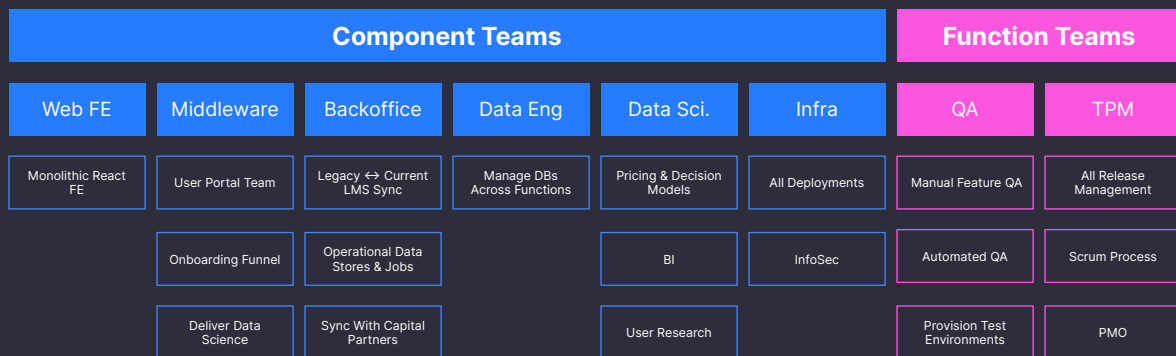 Component Teams
Function Teams
Web FE
Middleware
Backoffice
Data Eng
Data Sci.
Infra
QA
TPM
Monolithic React
FE
User Portal Team
Legacy <-> Current
LMS Sync
Manage DBs
Across Functions
Pricing & Decision
Models
All Deployments
Manual Feature QA
All Release
Management
Onboarding Funnel
Operational Data
Stores & Jobs
BI
InfoSec
Automated QA
Scrum Process
Deliver Data
Science
Sync With Capital
Partners
User Research
Provision Test
Environments
PMO